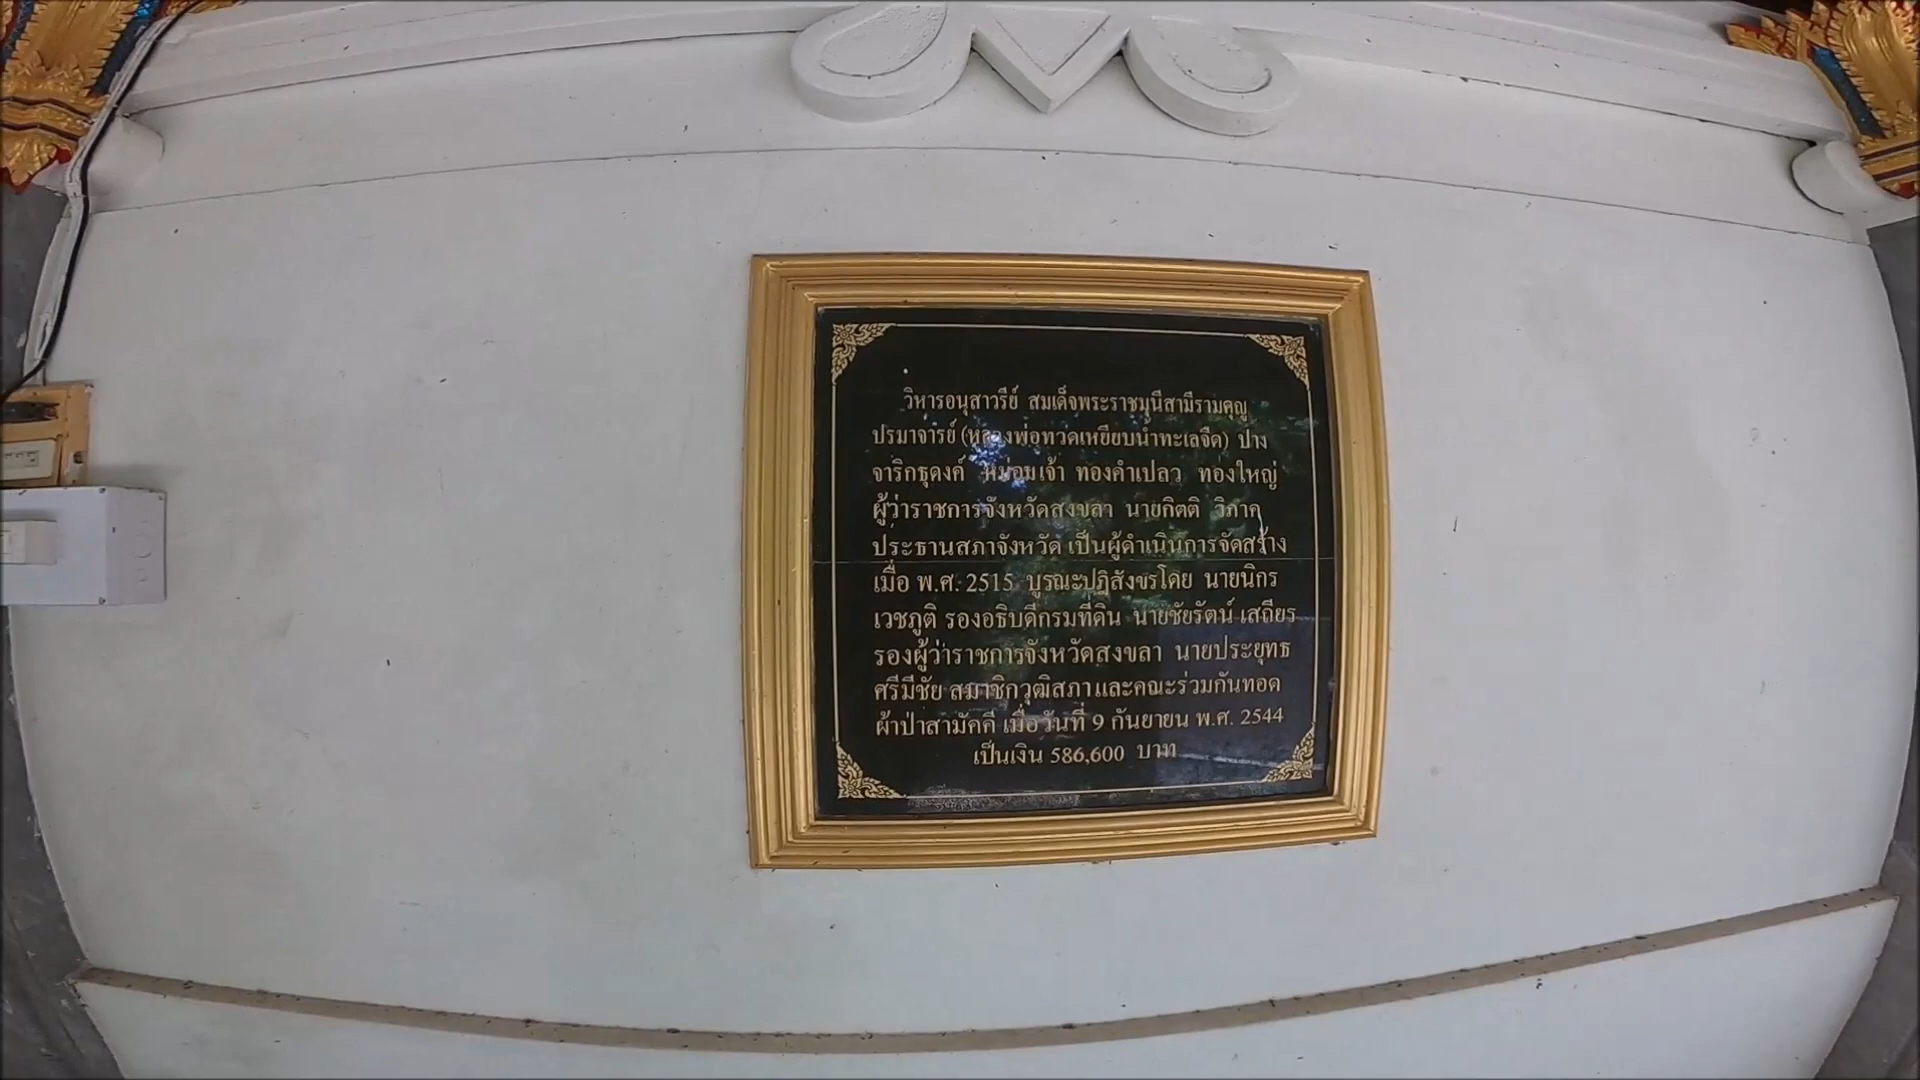 วิหารอนุสาวรีย์ สมเด็จพระราชมุนีสามีรามคุณู
ปรมาจารย์ (หลวงพ่อทวดเหยียบน้ำทะเลจืด) ปาง
จาริกธุดงค์ หม่อมเจ้า ทองคำเปลว ทองใหญ่
ผู้ว่าราชการจังหวัดสงขลา นายกิตติ วิภาค
ประธานสภาจังหวัด เป็นผู้ดำเนินการจัดสร้าง
เมื่อ พ.ศ. 2515 บูรณะปฎิสังขรโดย นายนิกร
เวชภูติ รองอธิบดีกรมที่ดิน นายชัยรัตน์ เสถียร
รองผู้ว่าราชการจังหวัดสงขลา นายประยุทธ
ศรีมีชัย สมาชิกวุฒิสภาและคณะร่วมกันทอด
ผ้าป่าสามัคคี เมื่อวันที่ 9 กันยายน พ.ศ. 2544
เป็นเงิน 586,600 บาท